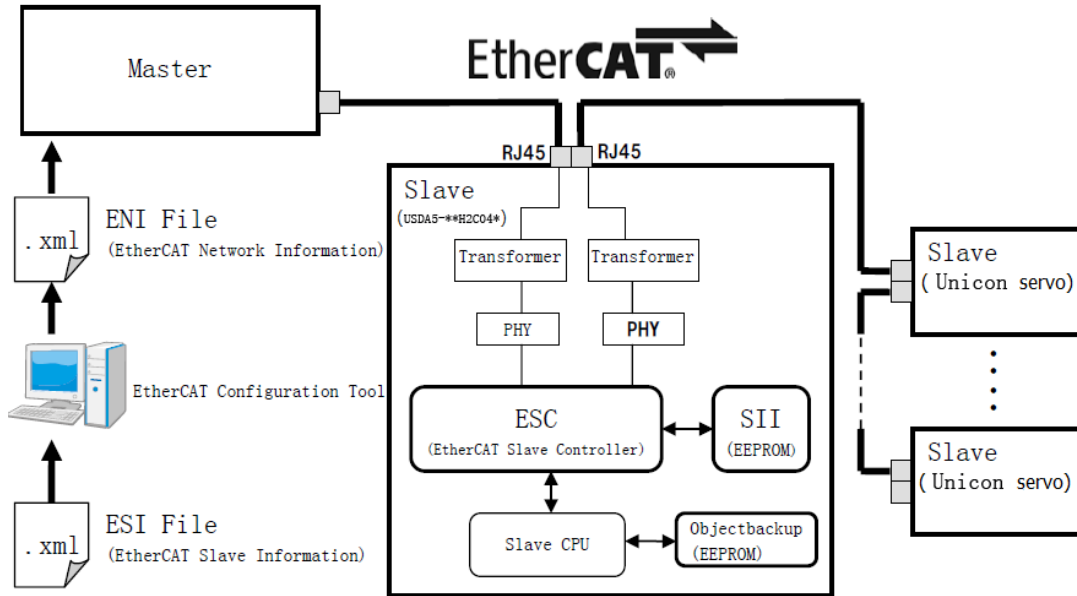 Master
EtherCAT®
RJ45
RJ45
Slave
(USDA5-**H2C04*)
Transformer
Transformer
PHY
PHY
ESC
(EtherCAT Slave Controller)
SII
(EEPROM)
Slave CPU
Objectbackup
(EEPROM)
.xml
ENI File
(EtherCAT Network Information)
EtherCAT Configuration Tool
.xml
ESI File
(EtherCAT Slave Information)
Slave
(Unicon servo)
Slave
(Unicon servo)